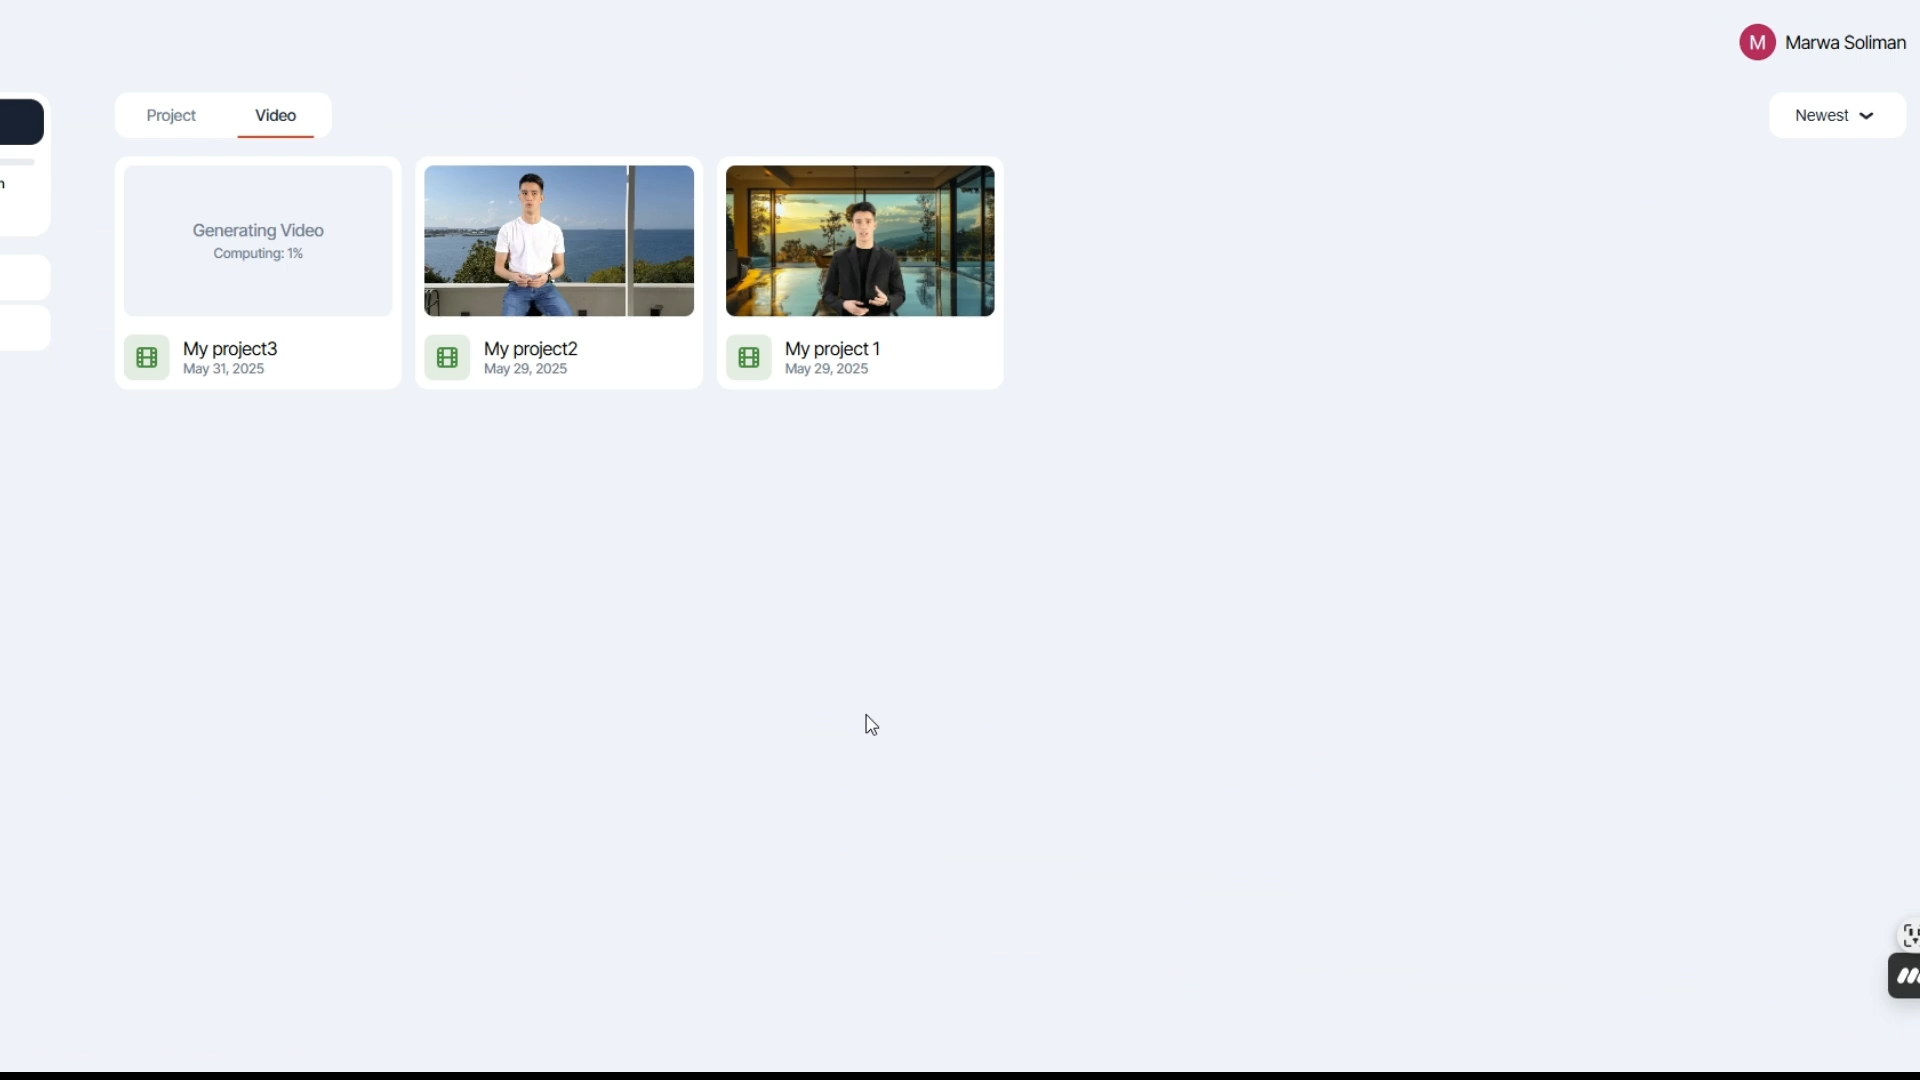 M Marwa Soliman
Project Video
Newest
Generating Video
Computing: 1%
My project3
May 31, 2025
My project2
May 29, 2025
My project 1
May 29, 2025